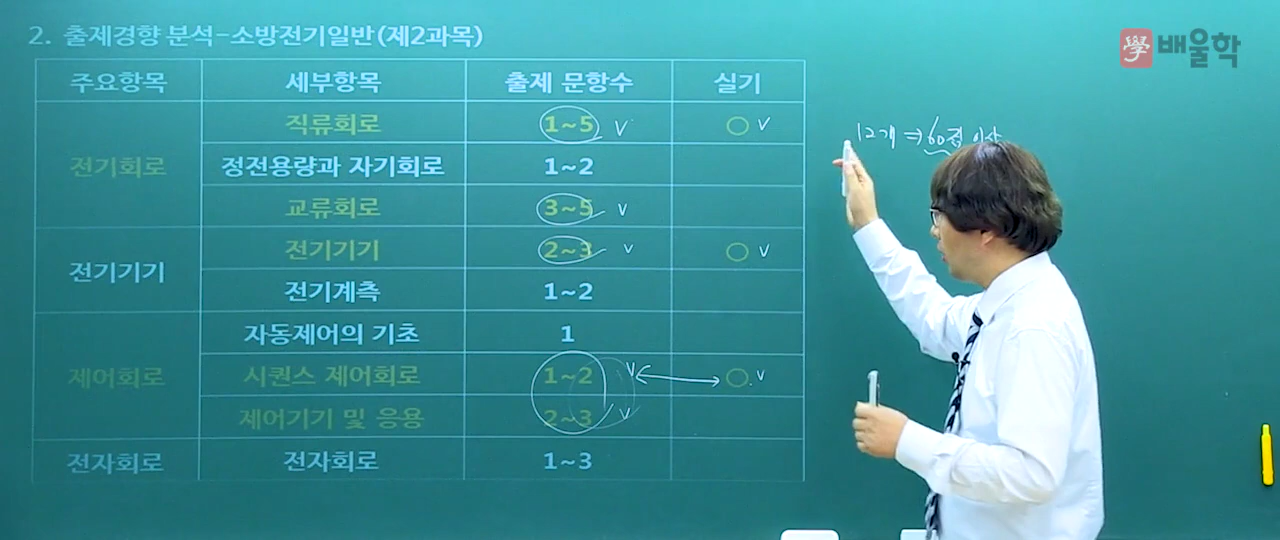 2. 출제경향 분석-소방전기일반(제2과목)
學 배울학
주요항목 세부항목 출제 문항수 실기
전기회로 직류회로 1~5 V ○ V
정전용량과 자기회로 1~2
교류회로 3~5 V
전기기기 전기기기 2~3 V ○ V
전기계측 1~2
제어회로 자동제어의 기초 1
시퀀스 제어회로 1~2 V ○ V
제어기기 및 응용 2~3 V
전자회로 전자회로 1~3
12개 ⇒ 60점 이상